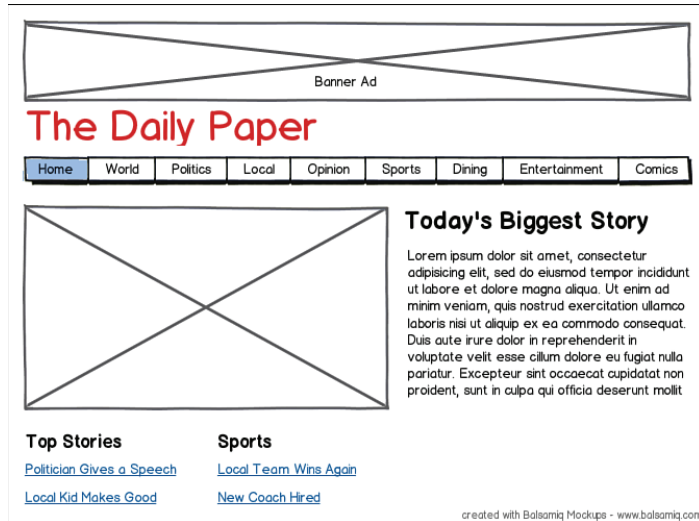 Banner Ad
The Daily Paper
Home World Politics Local Opinion Sports Dining Entertainment Comics
Today's Biggest Story
Lorem ipsum dolor sit amet, consectetur
adipisicing elit, sed do eiusmod tempor incididunt
ut labore et dolore magna aliqua. Ut enim ad
minim veniam, quis nostrud exercitation ullamco
laboris nisi ut aliquip ex ea commodo consequat.
Duis aute irure dolor in reprehenderit in
voluptate velit esse cillum dolore eu fugiat nulla
pariatur. Excepteur sint occaecat cupidatat non
proident, sunt in culpa qui officia deserunt mollit
Top Stories
Politician Gives a Speech
Local Kid Makes Good
Sports
Local Team Wins Again
New Coach Hired
created with Balsamiq Mockups - www.balsamiq.com